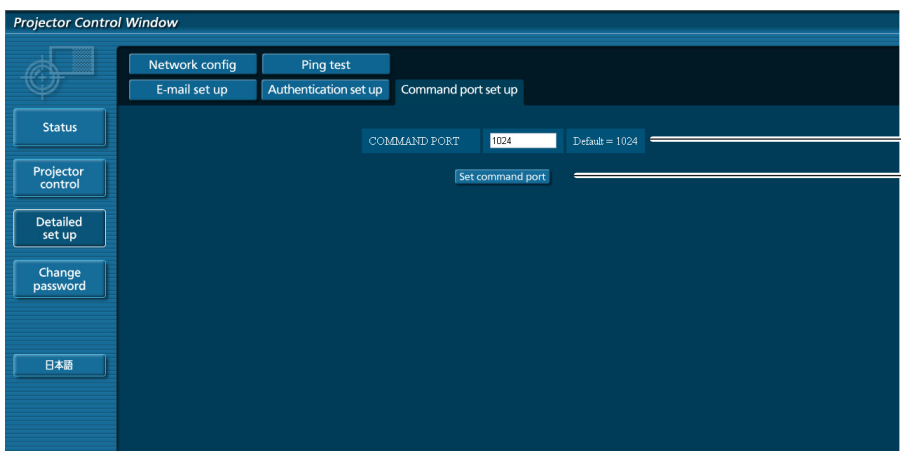 Projector Control Window
Network config
Ping test
E-mail set up
Authentication set up
Command port set up
Status
Projector
control
Detailed
set up
Change
password
日本語
COMMAND PORT
1024
Default = 1024
Set command port